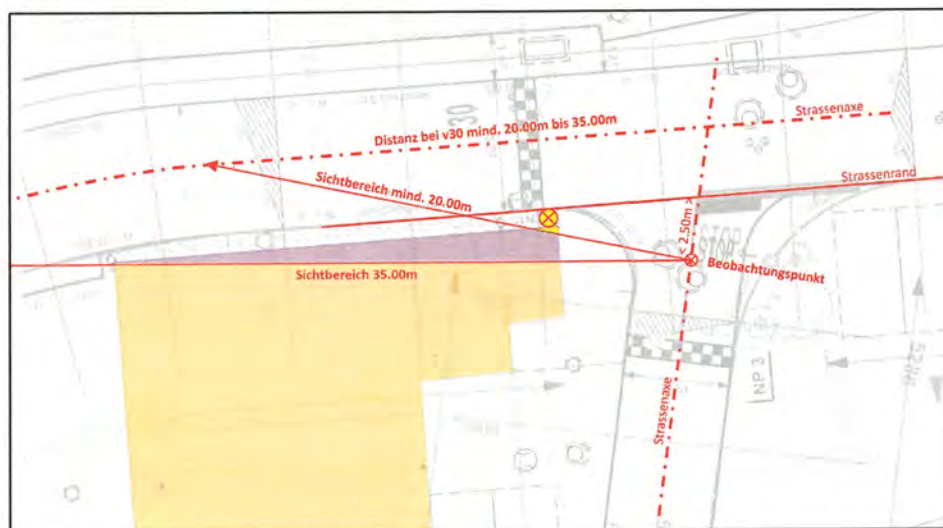 30
Distanz bei v30 mind. 20.00m bis 35.00m
Strassenaxe
Sichtbereich mind. 20.00m
Strassenrand
< 2.50m >
STOP
Sichtbereich 35.00m
Beobachtungspunkt
Strassenaxe
NP 3
5200